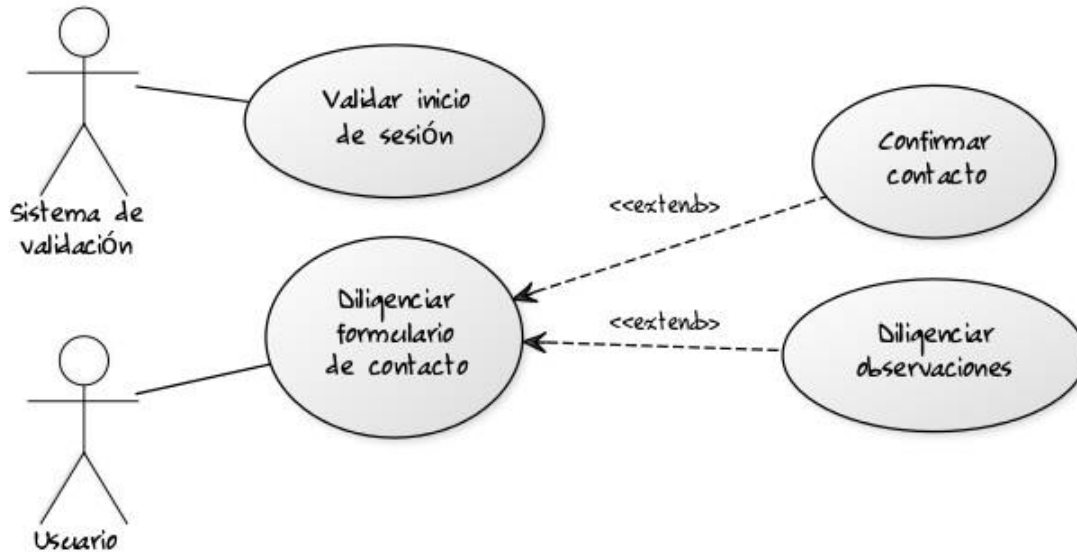 Validar inicio
de sesión
Confirmar
contacto
<<extend>>
Sistema de
validación
Diligenciar
formulario
de contacto
<<extend>>
Diligenciar
observaciones
Usuario